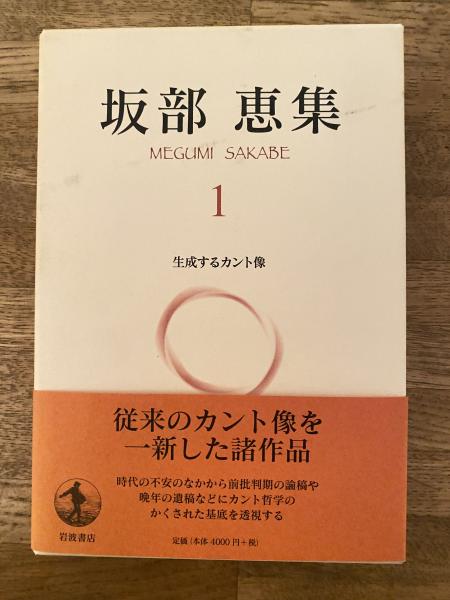 坂部 恵集
MEGUMI SAKABE
1
生成するカント像
従来のカント像を
一新した諸作品
時代の不安のなかから前批判期の論稿や
晩年の遺稿などにカント哲学の
かくされた基底を透視する
岩波書店
定価(本体 4000 円+税)